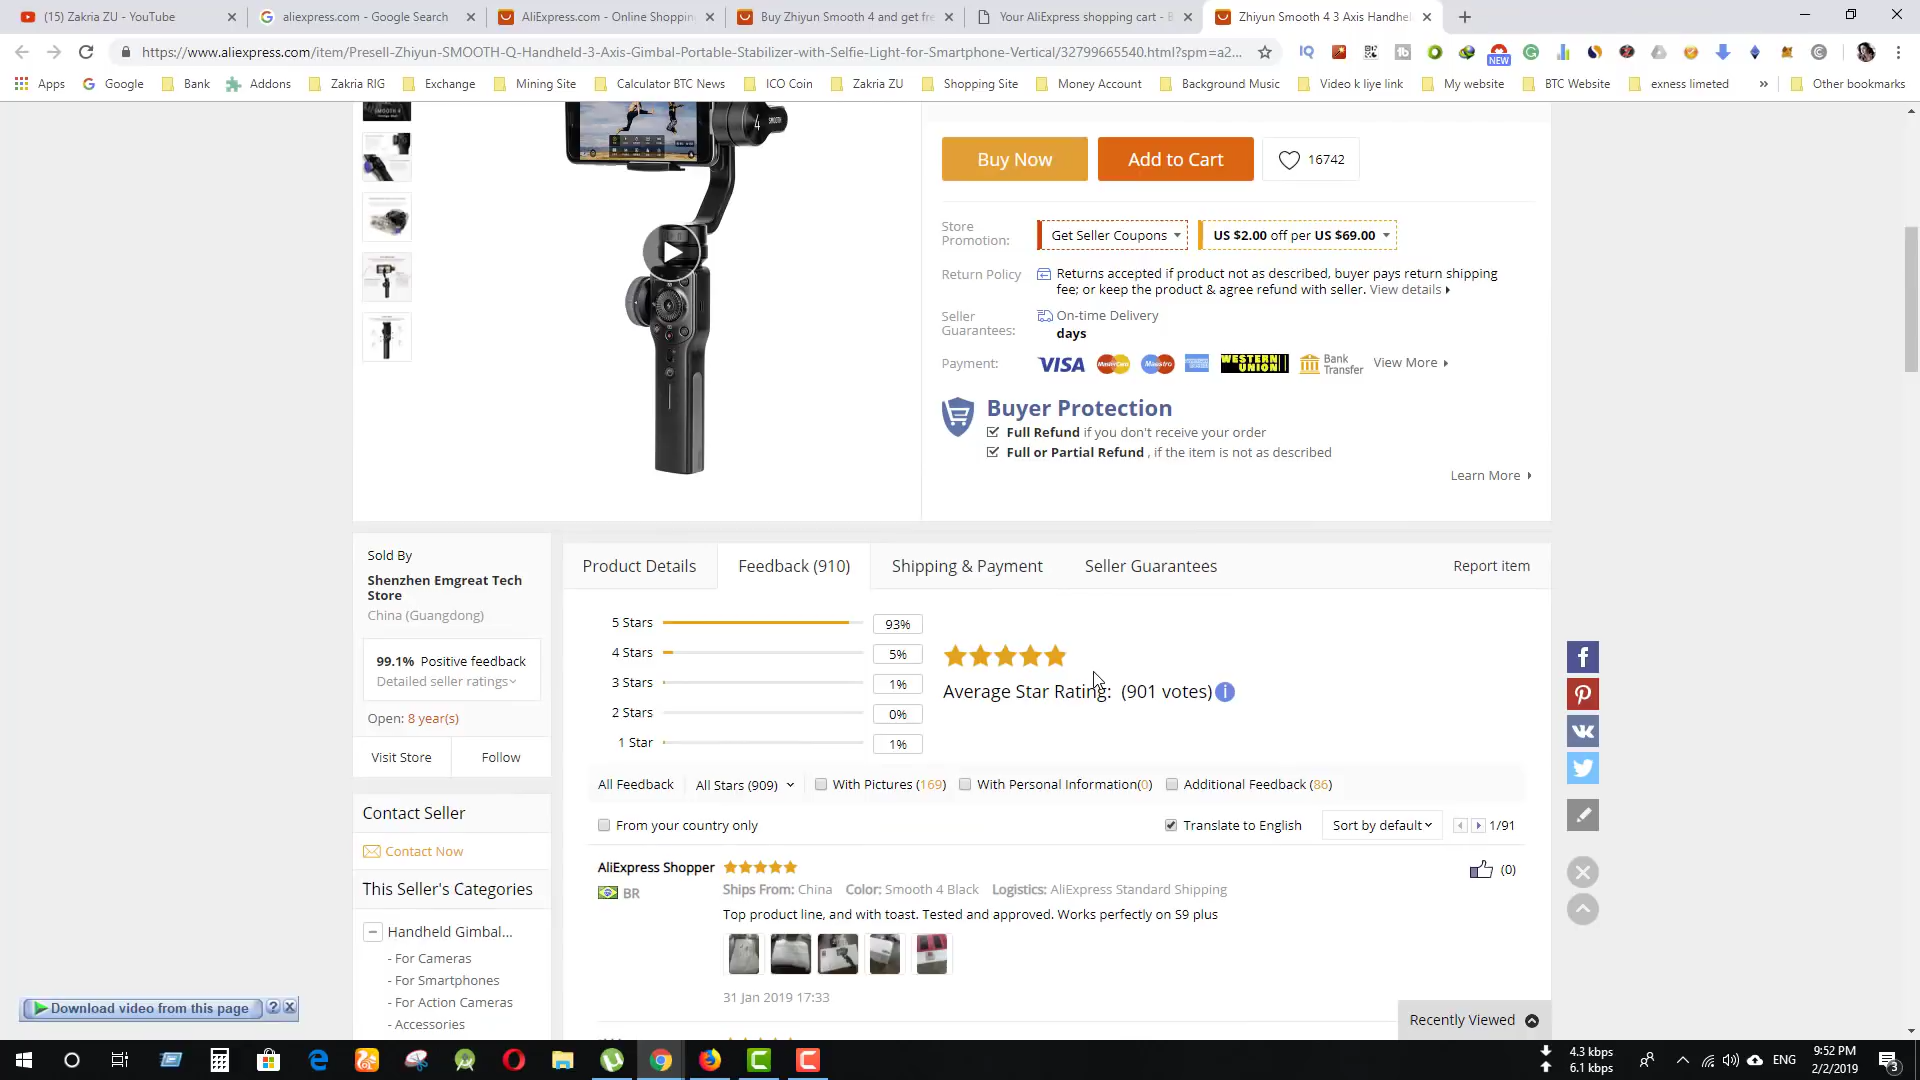 (15) Zakria ZU - YouTube
aliexpress.com - Google Search
AliExpress.com - Online Shoppin
Buy Zhiyun Smooth 4 and get fre
Your AliExpress shopping cart - B
Zhiyun Smooth 4 3 Axis Handhel
https://www.aliexpress.com/item/Presell-Zhiyun-SMOOTH-Q-Handheld-3-Axis-Gimbal-Portable-Stabilizer-with-Selfie-Light-for-Smartphone-Vertical/32799665540.html?spm=a2...
NEW
Apps Google Bank Addons Zakria RIG Exchange Mining Site Calculator BTC News ICO Coin Zakria ZU Shopping Site Money Account Background Music Video k liye link My website BTC Website exness limeted » Other bookmarks
Buy Now
Add to Cart
16742
Store Promotion:
Get Seller Coupons
US $2.00 off per US $69.00
Return Policy
Returns accepted if product not as described, buyer pays return shipping
fee; or keep the product & agree refund with seller. View details
Seller Guarantees:
On-time Delivery
days
Payment:
VISA MasterCard Maestro WESTERN UNION Bank Transfer View More
Buyer Protection
Full Refund if you don't receive your order
Full or Partial Refund , if the item is not as described
Learn More
Sold By
Shenzhen Emgreat Tech
Store
China (Guangdong)
99.1% Positive feedback
Detailed seller ratings
Open: 8 year(s)
Visit Store
Follow
Contact Seller
Contact Now
This Seller's Categories
Handheld Gimbal...
- For Cameras
- For Smartphones
- For Action Cameras
- Accessories
Product Details
Feedback (910)
Shipping & Payment
Seller Guarantees
Report item
5 Stars 93%
4 Stars 5%
3 Stars 1%
2 Stars 0%
1 Star 1%
Average Star Rating: (901 votes)
All Feedback
All Stars (909)
With Pictures (169)
With Personal Information(0)
Additional Feedback (86)
From your country only
Translate to English
Sort by default
1/91
AliExpress Shopper
BR
(0)
Ships From: China Color: Smooth 4 Black Logistics: AliExpress Standard Shipping
Top product line, and with toast. Tested and approved. Works perfectly on S9 plus
31 Jan 2019 17:33
Recently Viewed
Download video from this page
4.3 kbps
6.1 kbps
ENG
9:52 PM
2/2/2019
3